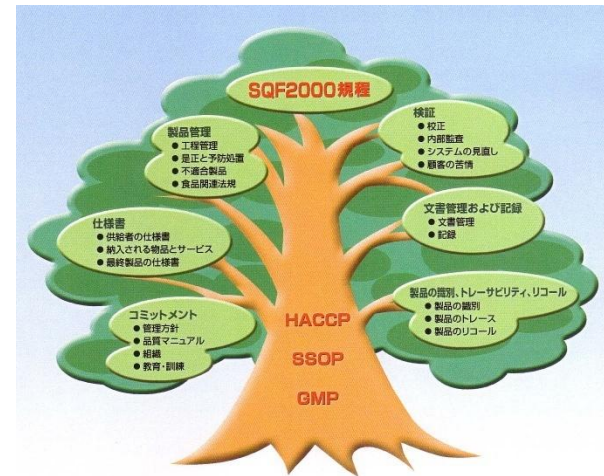 SQF2000規程
製品管理
● 工程管理
● 是正と予防処置
● 不適合製品
● 食品関連法規
検証
● 校正
● 内部監査
● システムの見直し
● 顧客の苦情
仕様書
● 供給者の仕様書
● 納入される物品とサービス
● 最終製品の仕様書
文書管理および記録
● 文書管理
● 記録
コミットメント
● 管理方針
● 品質マニュアル
● 組織
● 教育・訓練
製品の識別、トレーサビリティ、リコール
● 製品の識別
● 製品のトレース
● 製品のリコール
HACCP
SSOP
GMP